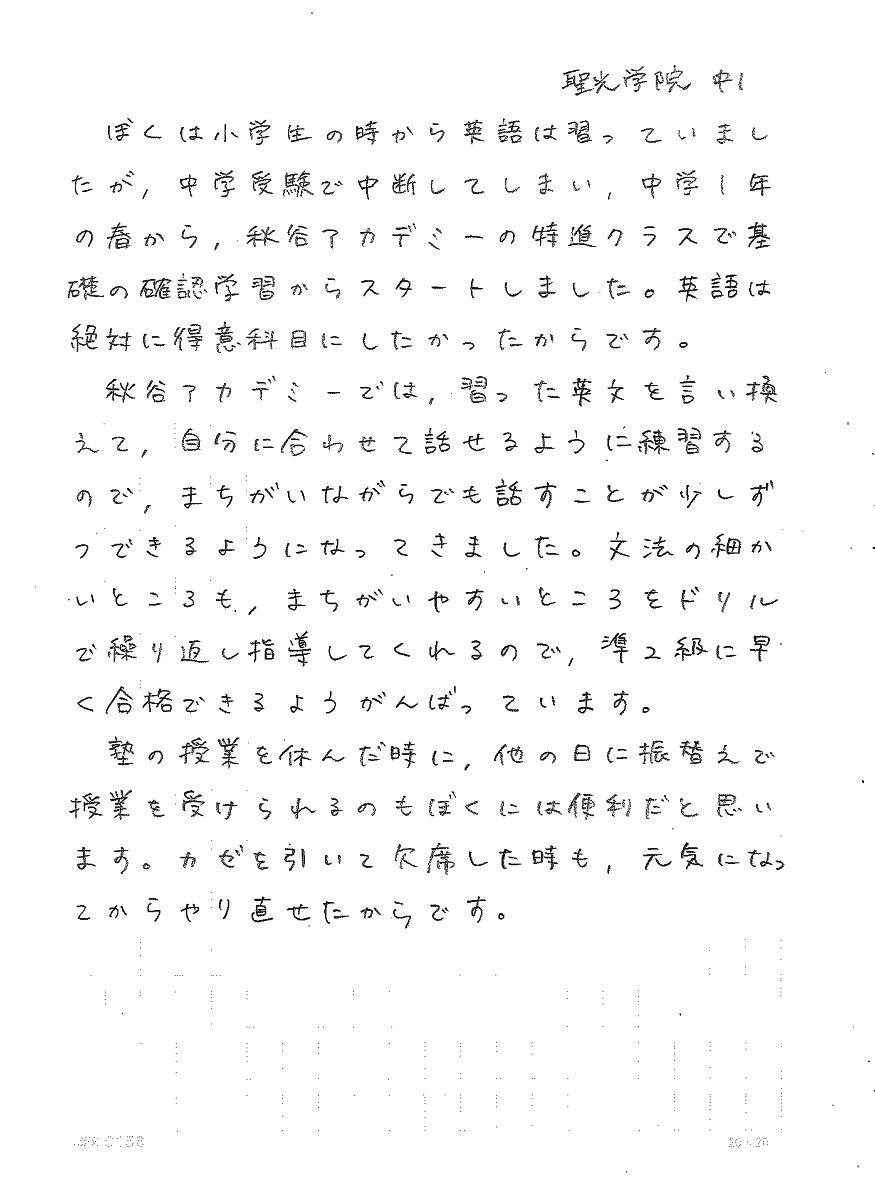 聖光学院 中1
ぼくは小学生の時から英語は習っていまし
たが,中学受験で中断してしまい,中学1年
の春から,秋谷アカデミーの特進クラスで基
礎の確認学習からスタートしました。英語は
絶対に得意科目にしたかったからです。
秋谷アカデミーでは,習った英文を言い換
えて,自分に合わせて話せるように練習する
ので,まちがいながらでも話すことが少しず
つできるようになってきました。文法の細か
いところも,まちがいやすいところをドリル
で繰り返し指導してくれるので,準2級に早
く合格できるようがんばっています。
塾の授業を休んだ時に,他の日に振替えで
授業を受けられるのもぼくには便利だと思い
ます。カゼを引いて欠席した時も,元気になっ
てからやり直せたからです。
20×20